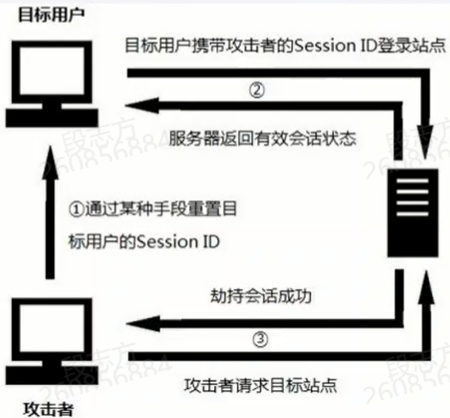 目标用户
目标用户携带攻击者的Session ID登录站点
②
服务器返回有效会话状态
①通过某种手段重置目
标用户的Session ID
劫持会话成功
③
攻击者请求目标站点
攻击者
段志方
段志方
段志方